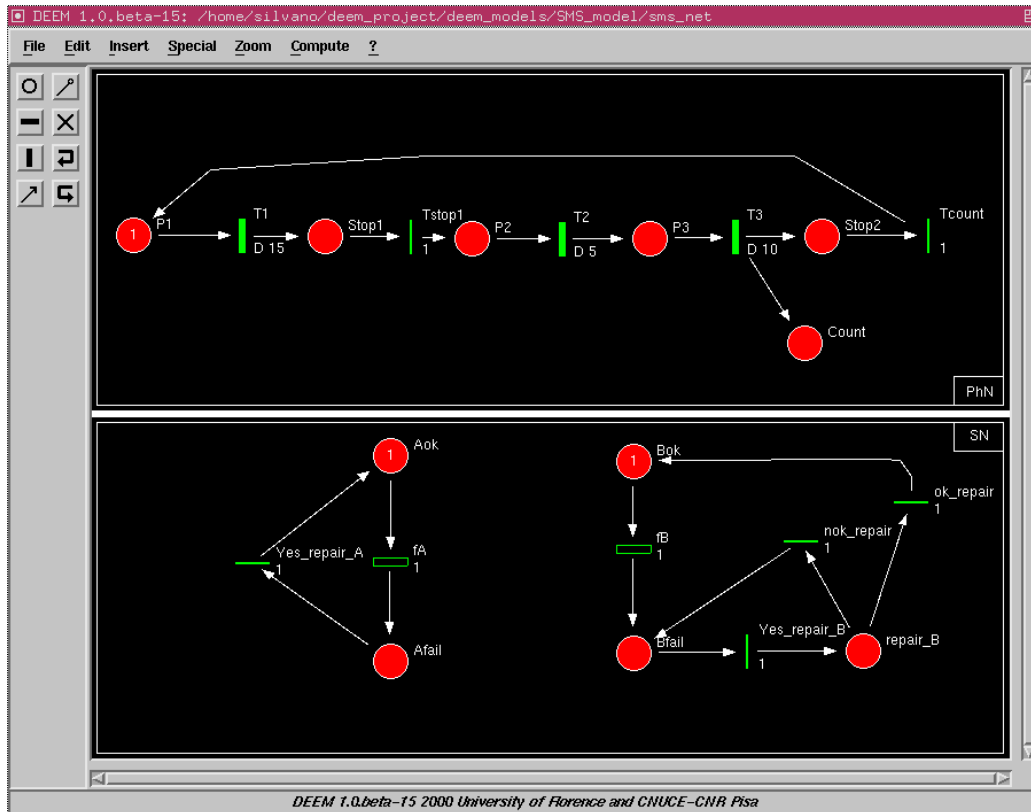 DEEM 1.0.beta-15: /home/silvano/deem_project/deem_models/SMS_model/sms_net
File Edit Insert Special Zoom Compute ?
T1 Tstop1 T2 T3 Tcount
1 P1 Stop1 P2 P3 Stop2
D 15 1 D 5 D 10 1
Count
PhN
SN
Aok
1
Bok
1
ok_repair
1
nok_repair
1
Yes_repair_A
1
fA
1
fB
1
Afail
Bfail
Yes_repair_B
1
repair_B
DEEM 1.0.beta-15 2000 University of Florence and CNUCE-CNR Pisa